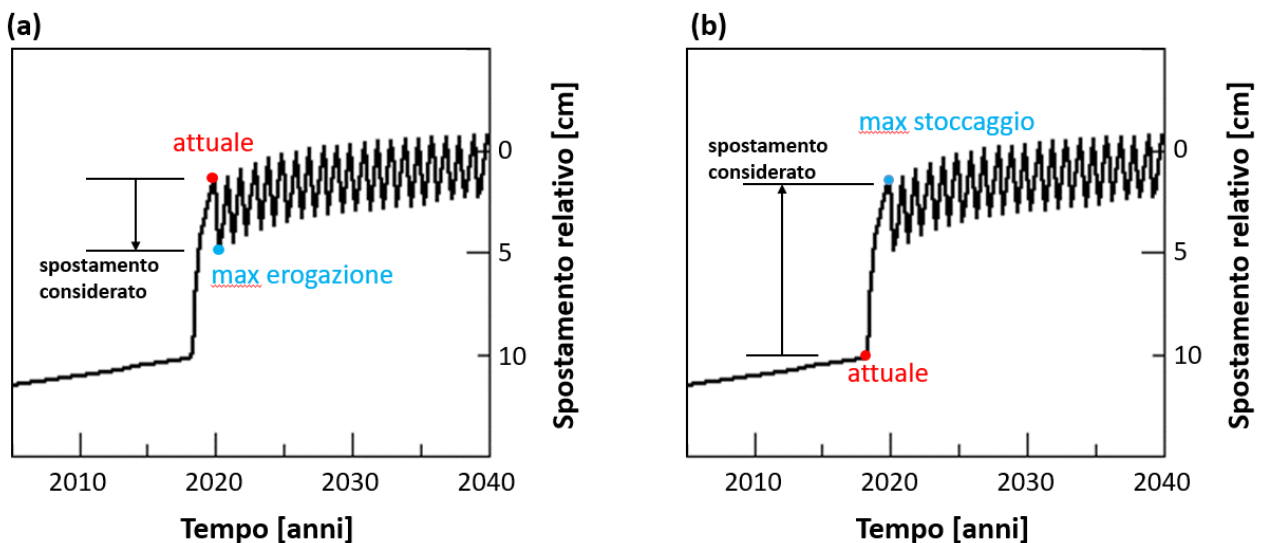 (a)
attuale
spostamento
considerato
max erogazione
0
5
10
Spostamento relativo [cm]
2010
2020
2030
2040
Tempo [anni]
(b)
max stoccaggio
spostamento
considerato
attuale
0
5
10
Spostamento relativo [cm]
2010
2020
2030
2040
Tempo [anni]